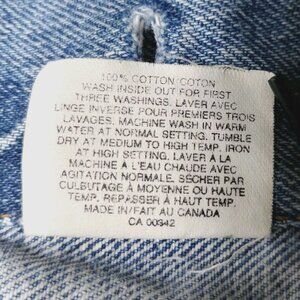 100% COTTON/COTON
WASH INSIDE OUT FOR FIRST
THREE WASHINGS. LAVER AVEC
LINGE INVERSE POUR PREMIERS TROIS
LAVAGES. MACHINE WASH IN WARM
WATER AT NORMAL SETTING. TUMBLE
DRY AT MEDIUM TO HIGH TEMP. IRON
AT HIGH SETTING. LAVER À LA
MACHINE À L'EAU CHAUDE AVEC
AGITATION NORMALE. SÉCHER PAR
CULBUTAGE À MOYENNE OU HAUTE
TEMP. REPASSER À HAUT TEMP.
MADE IN/FAIT AU CANADA
CA 00342